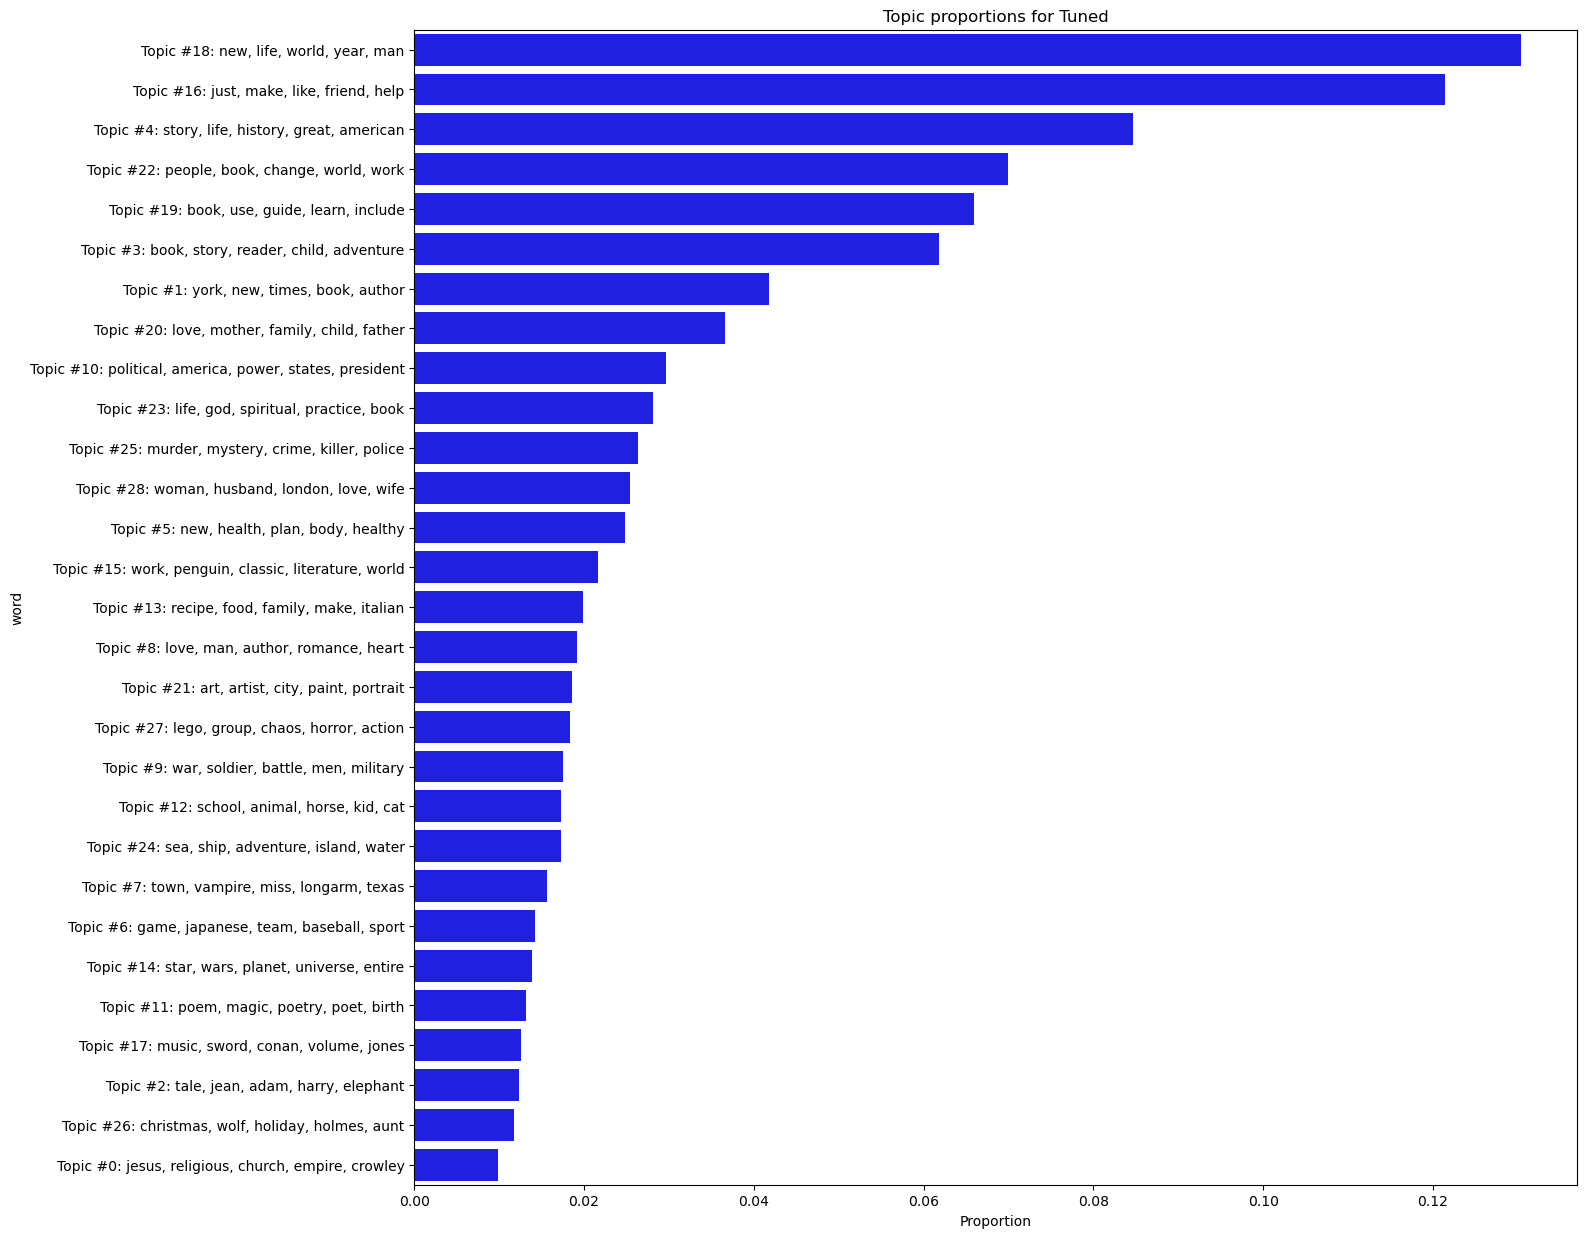 Topic proportions for Tuned
Topic #18: new, life, world, year, man
Topic #16: just, make, like, friend, help
Topic #4: story, life, history, great, american
Topic #22: people, book, change, world, work
Topic #19: book, use, guide, learn, include
Topic #3: book, story, reader, child, adventure
Topic #1: york, new, times, book, author
Topic #20: love, mother, family, child, father
Topic #10: political, america, power, states, president
Topic #23: life, god, spiritual, practice, book
Topic #25: murder, mystery, crime, killer, police
Topic #28: woman, husband, london, love, wife
Topic #5: new, health, plan, body, healthy
Topic #15: work, penguin, classic, literature, world
Topic #13: recipe, food, family, make, italian
Topic #8: love, man, author, romance, heart
Topic #21: art, artist, city, paint, portrait
Topic #27: lego, group, chaos, horror, action
Topic #9: war, soldier, battle, men, military
Topic #12: school, animal, horse, kid, cat
Topic #24: sea, ship, adventure, island, water
Topic #7: town, vampire, miss, longarm, texas
Topic #6: game, japanese, team, baseball, sport
Topic #14: star, wars, planet, universe, entire
Topic #11: poem, magic, poetry, poet, birth
Topic #17: music, sword, conan, volume, jones
Topic #2: tale, jean, adam, harry, elephant
Topic #26: christmas, wolf, holiday, holmes, aunt
Topic #0: jesus, religious, church, empire, crowley
word
0.00 0.02 0.04 0.06 0.08 0.10 0.12
Proportion